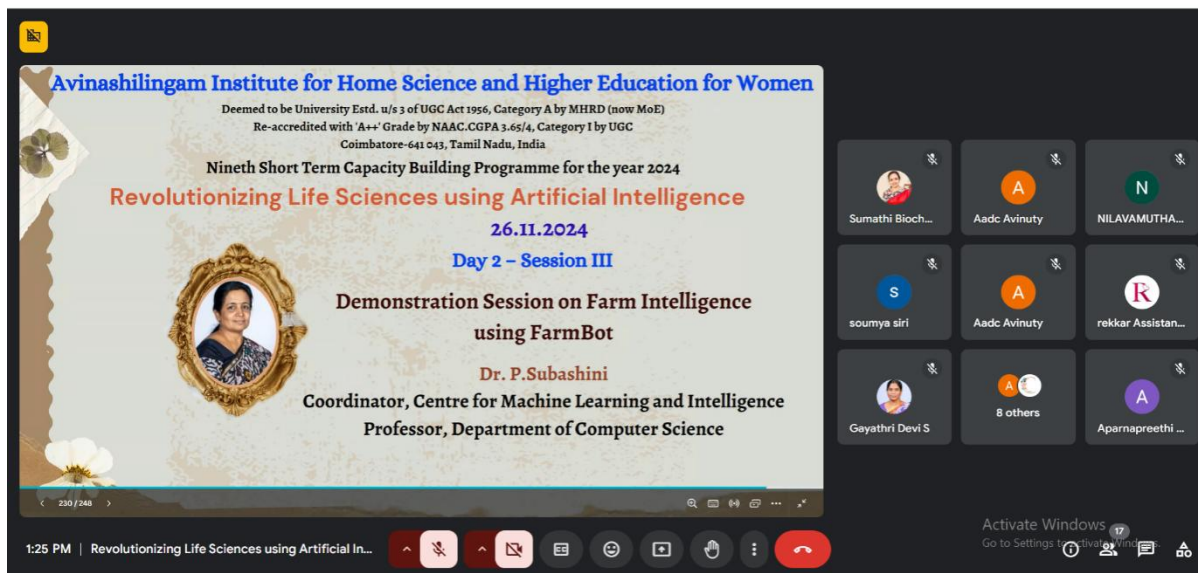 Avinashilingam Institute for Home Science and Higher Education for Women
Deemed to be University Estd. u/s 3 of UGC Act 1956, Category A by MHRD (now MoE)
Re-accredited with 'A++' Grade by NAAC.CGPA 3.65/4, Category I by UGC
Coimbatore-641 043, Tamil Nadu, India
Nineth Short Term Capacity Building Programme for the year 2024
Revolutionizing Life Sciences using Artificial Intelligence
26.11.2024
Day 2 – Session III
Demonstration Session on Farm Intelligence
using FarmBot
Dr. P.Subashini
Coordinator, Centre for Machine Learning and Intelligence
Professor, Department of Computer Science
230 / 248
Sumathi Bioch...
A
Aadc Avinuty
N
NILAVAMUTHA...
s
soumya siri
A
Aadc Avinuty
R
rekkar Assistan...
Gayathri Devi S
A
8 others
A
Aparnapreethi ...
1:25 PM | Revolutionizing Life Sciences using Artificial In...
Activate Windows
17
Go to Settings to activate Windows.